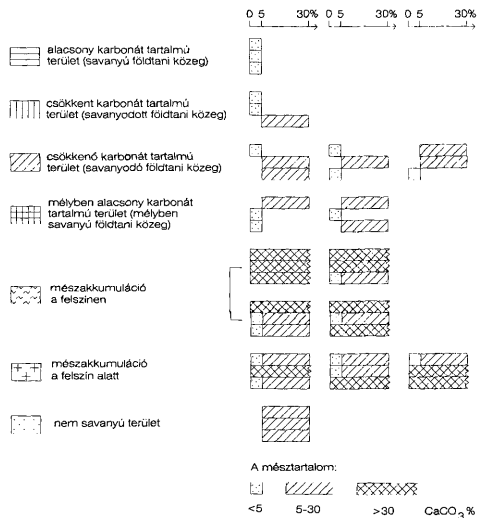 0 5 30% 0 5 30% 0 5 30%
alacsony karbonát tartalmú
terület (savanyú földtani közeg)
csökkent karbonát tartalmú
terület (savanyodott földtani közeg)
csökkenő karbonát tartalmú
terület (savanyodó földtani közeg)
mélyben alacsony karbonát
tartalmú terület (mélyben
savanyú földtani közeg)
mészakkumuláció
a felszínen
mészakkumuláció
a felszín alatt
nem savanyú terület
A mésztartalom:
<5 5-30 >30 CaCO₃%